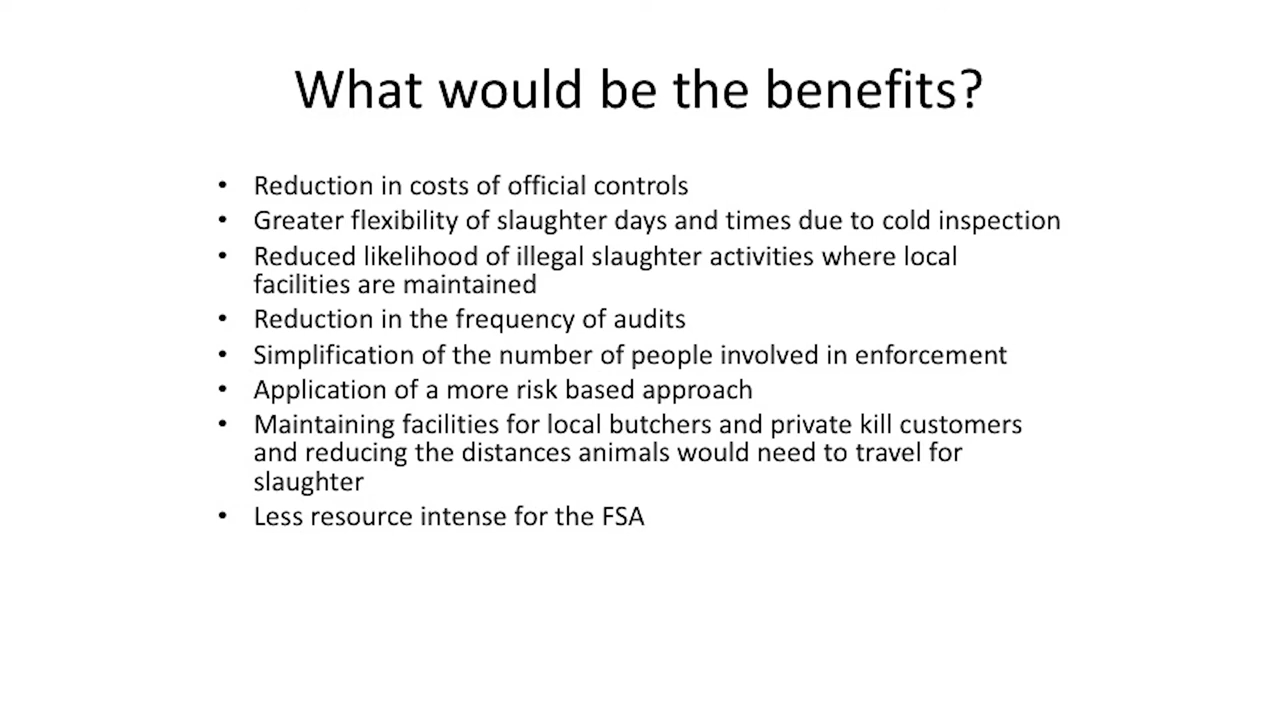 What would be the benefits?
• Reduction in costs of official controls
• Greater flexibility of slaughter days and times due to cold inspection
• Reduced likelihood of illegal slaughter activities where local
facilities are maintained
• Reduction in the frequency of audits
• Simplification of the number of people involved in enforcement
• Application of a more risk based approach
• Maintaining facilities for local butchers and private kill customers
and reducing the distances animals would need to travel for
slaughter
• Less resource intense for the FSA